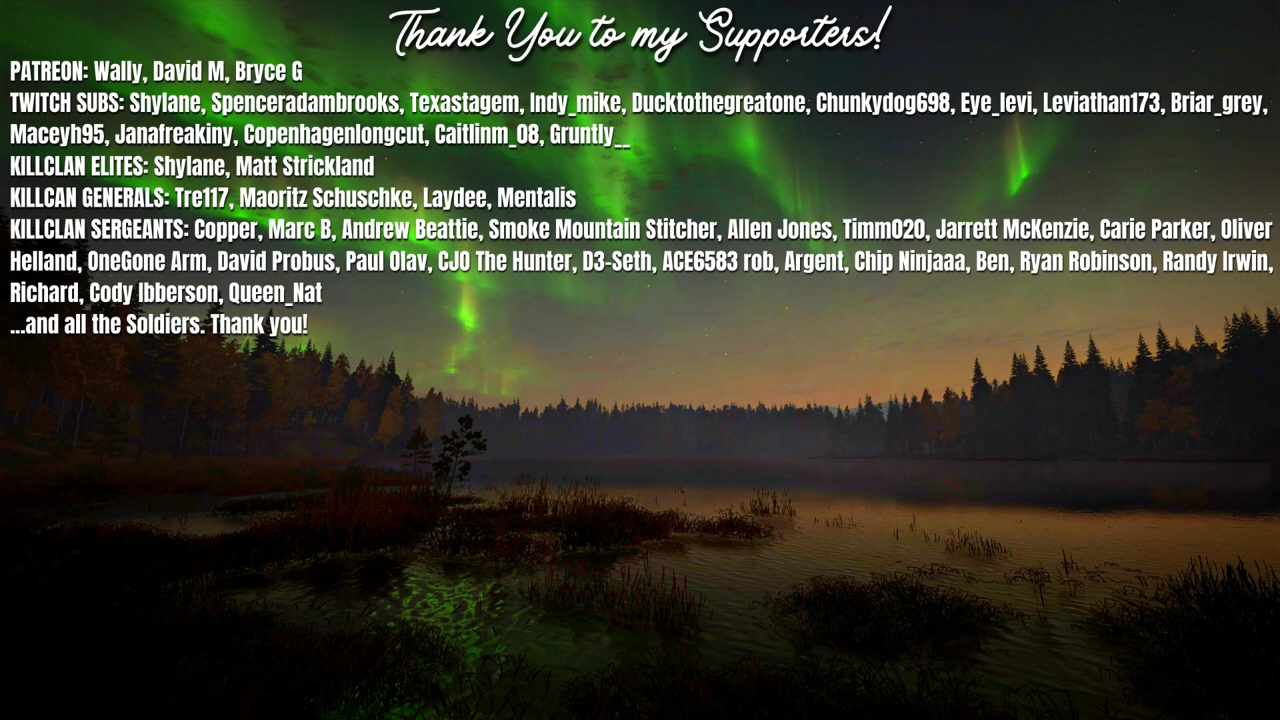 Thank You to my Supporters!
PATREON: Wally, David M, Bryce G
TWITCH SUBS: Shylane, Spenceradambrooks, Texastagem, Indy_mike, Ducktothegreatone, Chunkydog698, Eye_levi, Leviathan173, Briar_grey,
Maceyh95, Janafreakiny, Copenhagenlongcut, Caitlinm_08, Gruntly__
KILLCLAN ELITES: Shylane, Matt Strickland
KILLCAN GENERALS: Tre117, Maoritz Schuschke, Laydee, Mentalis
KILLCLAN SERGEANTS: Copper, Marc B, Andrew Beattie, Smoke Mountain Stitcher, Allen Jones, Timm020, Jarrett McKenzie, Carie Parker, Oliver
Helland, OneGone Arm, David Probus, Paul Olav, CJO The Hunter, D3-Seth, ACE6583 rob, Argent, Chip Ninjaaa, Ben, Ryan Robinson, Randy Irwin,
Richard, Cody Ibberson, Queen_Nat
...and all the Soldiers. Thank you!